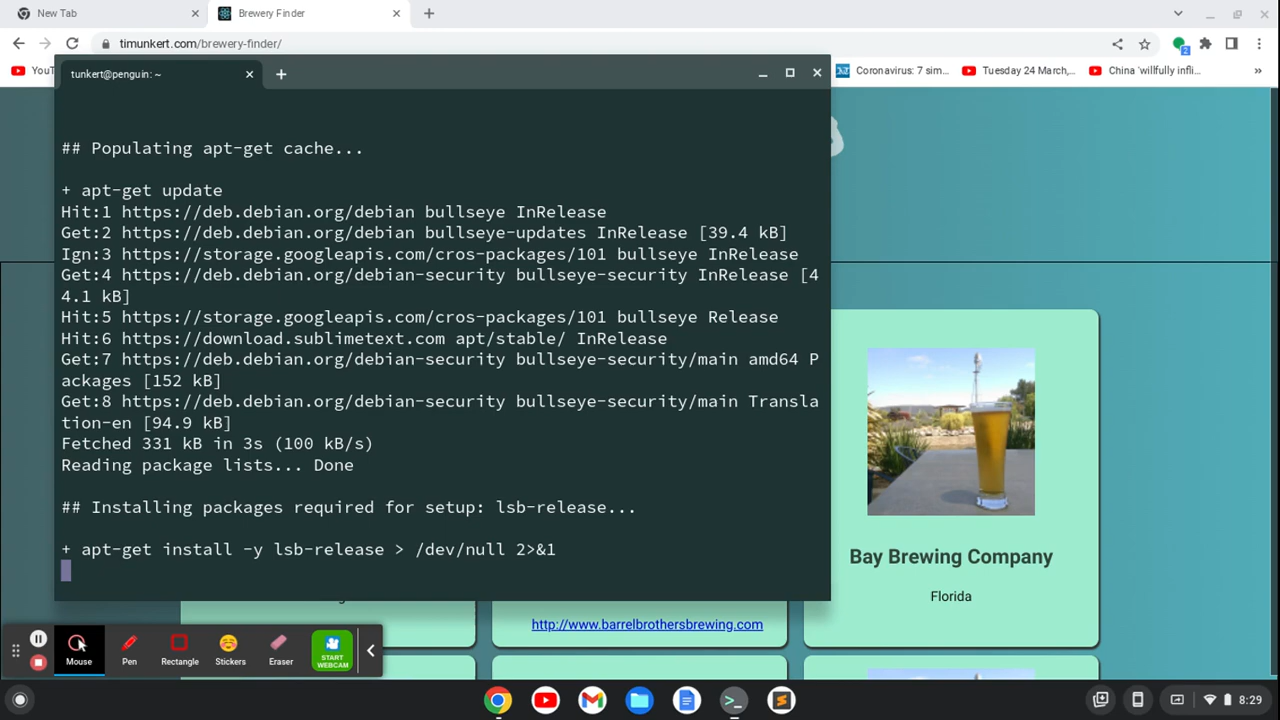 New Tab
Brewery Finder
timunkert.com/brewery-finder/
2
YouT
Coronavirus: 7 sim...
Tuesday 24 March,...
China 'willfully infli...
»
tunkert@penguin: ~
## Populating apt-get cache...
+ apt-get update
Hit:1 https://deb.debian.org/debian bullseye InRelease
Get:2 https://deb.debian.org/debian bullseye-updates InRelease [39.4 kB]
Ign:3 https://storage.googleapis.com/cros-packages/101 bullseye InRelease
Get:4 https://deb.debian.org/debian-security bullseye-security InRelease [4
4.1 kB]
Hit:5 https://storage.googleapis.com/cros-packages/101 bullseye Release
Hit:6 https://download.sublimetext.com apt/stable/ InRelease
Get:7 https://deb.debian.org/debian-security bullseye-security/main amd64 P
ackages [152 kB]
Get:8 https://deb.debian.org/debian-security bullseye-security/main Transla
tion-en [94.9 kB]
Fetched 331 kB in 3s (100 kB/s)
Reading package lists... Done
## Installing packages required for setup: lsb-release...
+ apt-get install -y lsb-release > /dev/null 2>&1
Bay Brewing Company
Florida
http://www.barrelbrothersbrewing.com
Mouse
Pen
Rectangle
Stickers
Eraser
START
WEBCAM
8:29